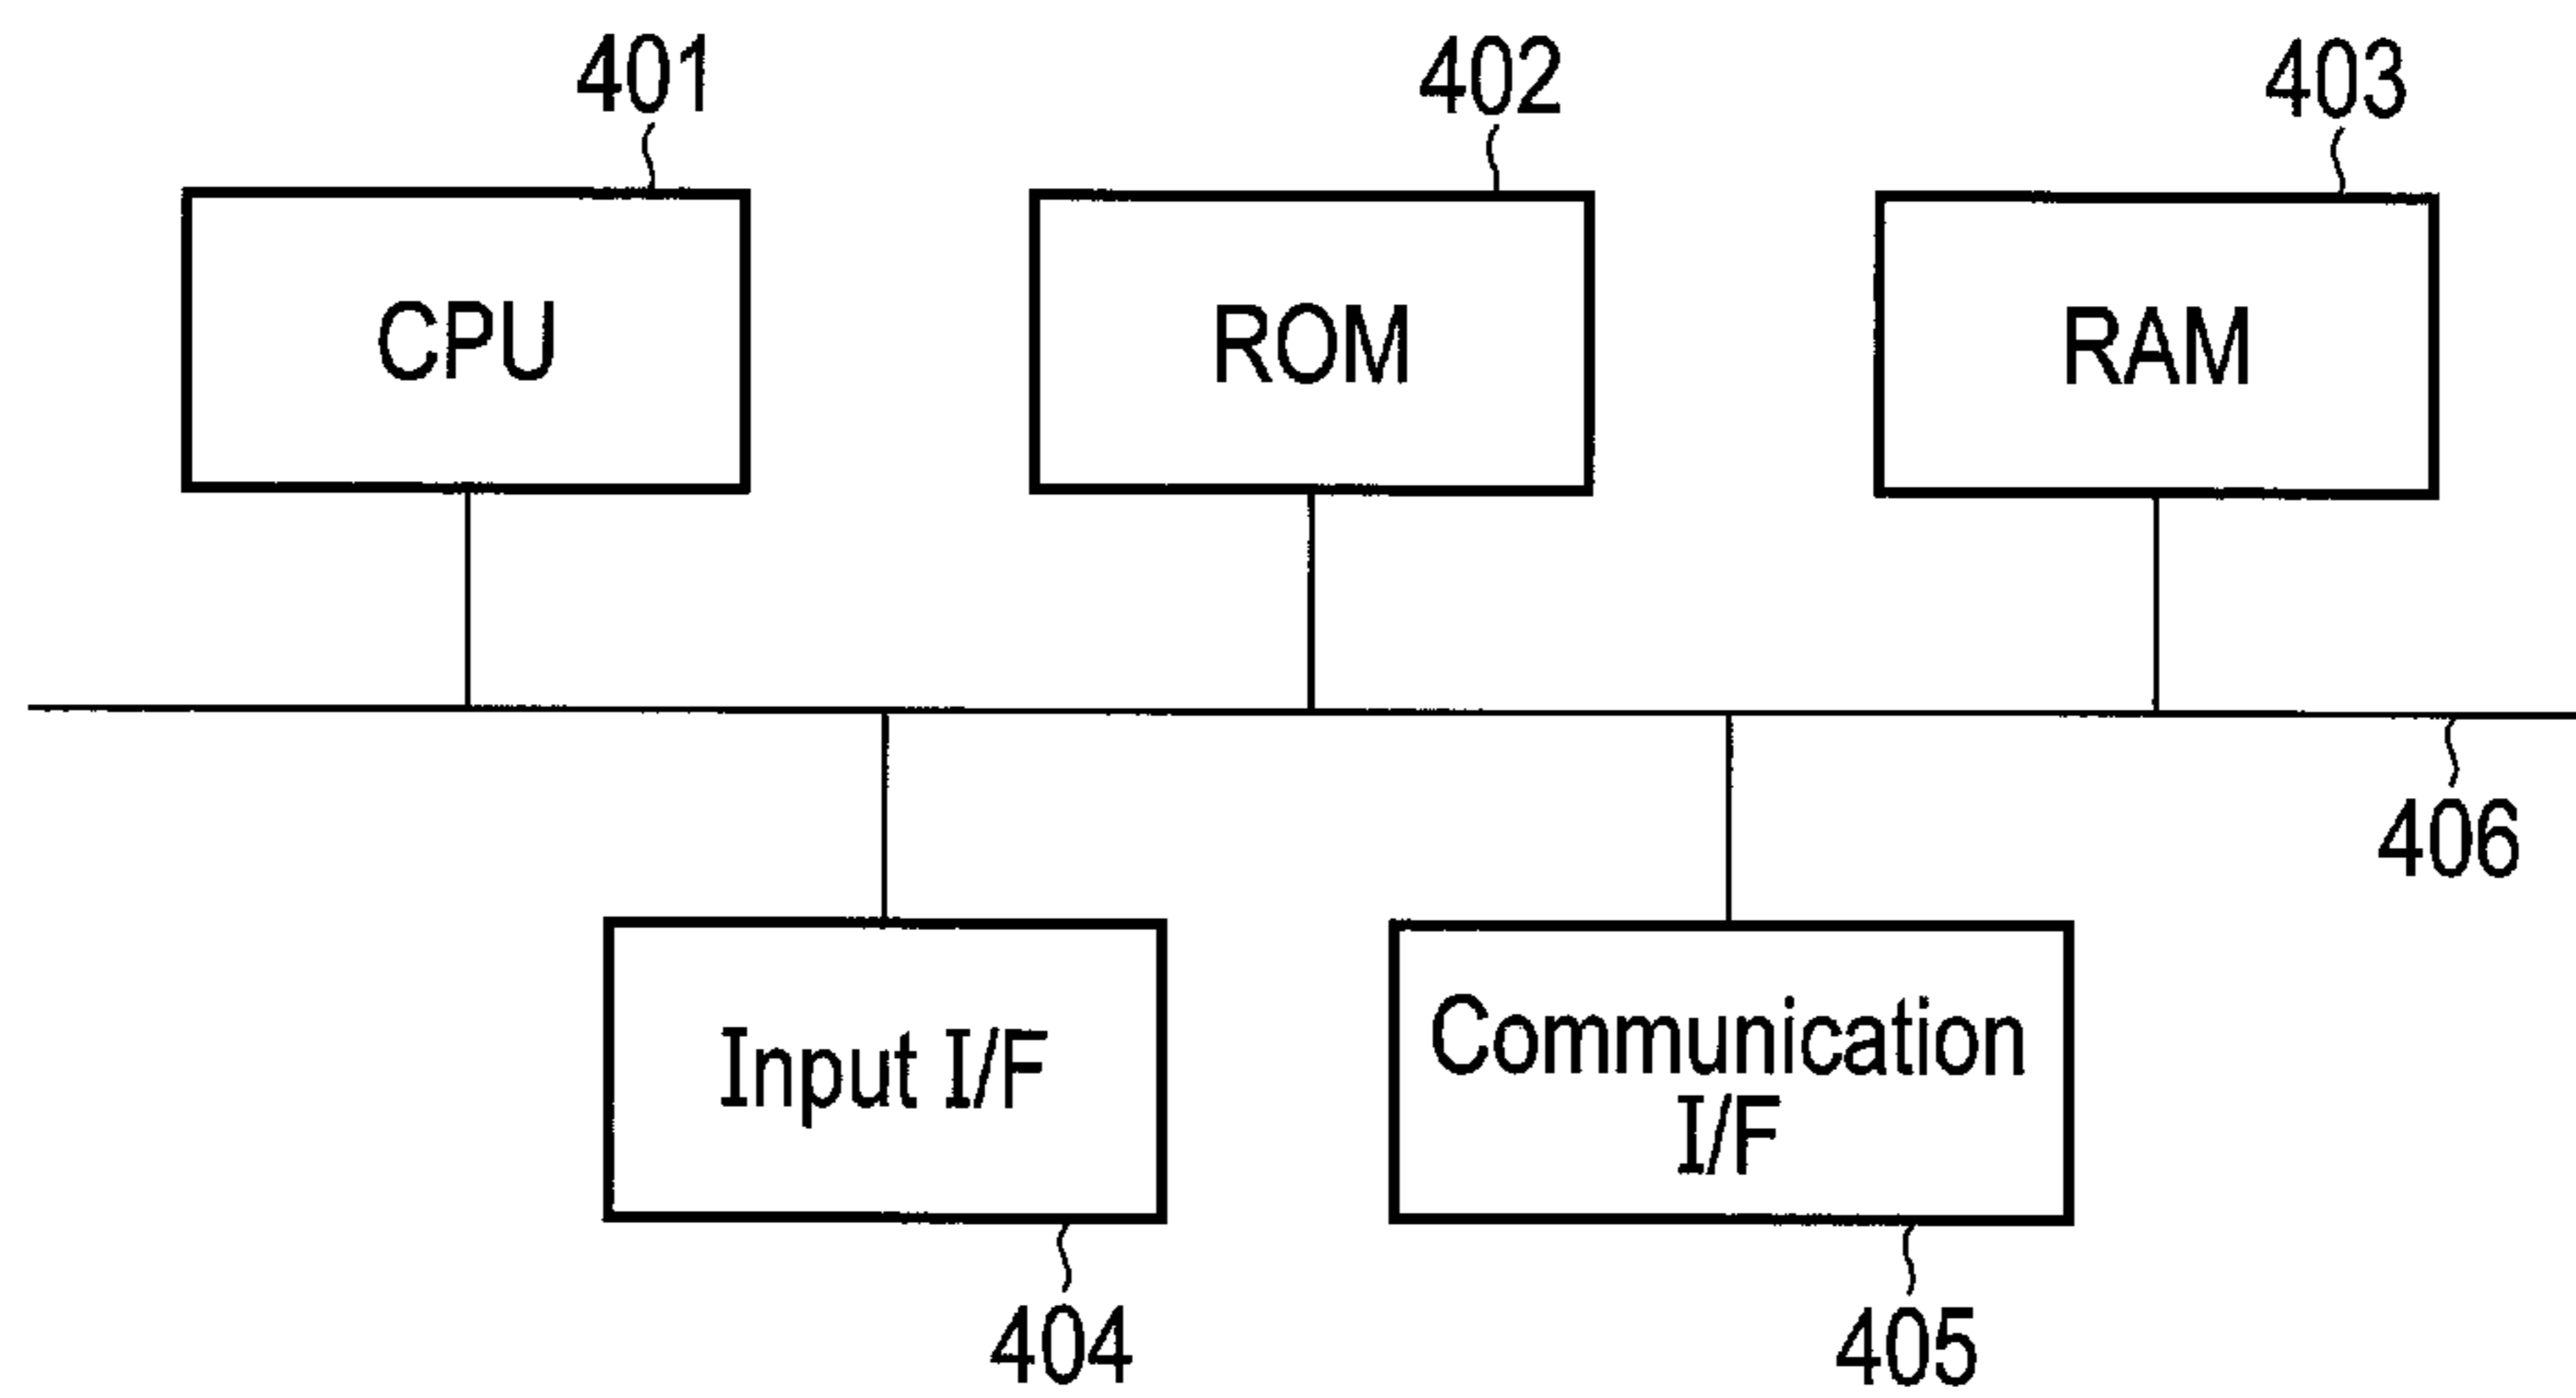 401 402 403
CPU ROM RAM
406
Input I/F
Communication
I/F
404 405